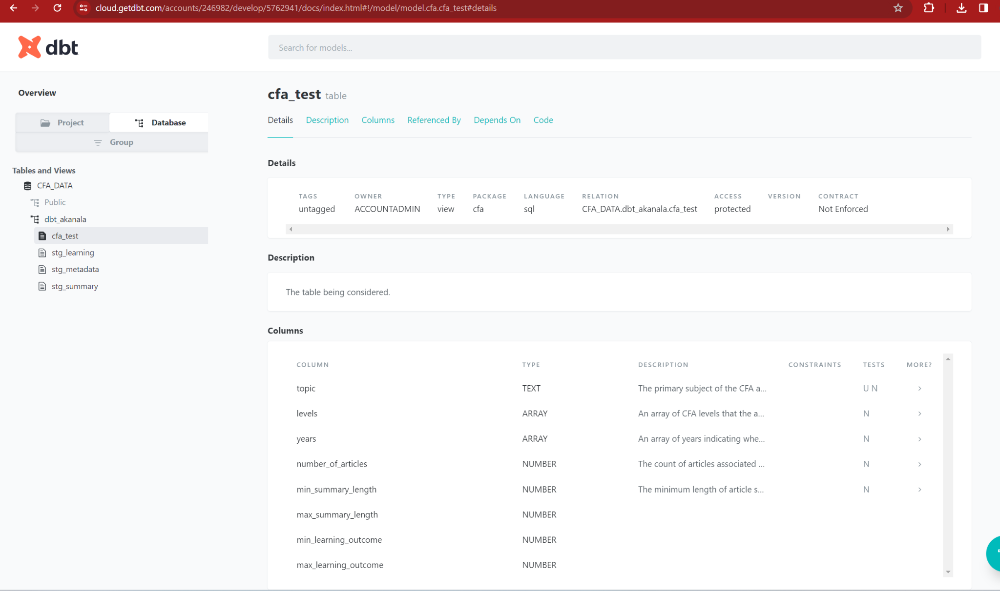 cloud.getdbt.com/accounts/246982/develop/5762941/docs/index.html#!/model/model.cfa.cfa_test#details
dbt
Search for models...
Overview
Project
Database
Group
Tables and Views
CFA_DATA
Public
dbt_akanala
cfa_test
stg_learning
stg_metadata
stg_summary
cfa_test table
Details Description Columns Referenced By Depends On Code
Details
TAGS OWNER TYPE PACKAGE LANGUAGE RELATION ACCESS VERSION CONTRACT
untagged ACCOUNTADMIN view cfa sql CFA_DATA.dbt_akanala.cfa_test protected Not Enforced
Description
The table being considered.
Columns
COLUMN TYPE DESCRIPTION CONSTRAINTS TESTS MORE?
topic TEXT The primary subject of the CFA a... U N
levels ARRAY An array of CFA levels that the a... N
years ARRAY An array of years indicating whe... N
number_of_articles NUMBER The count of articles associated ... N
min_summary_length NUMBER The minimum length of article s... N
max_summary_length NUMBER
min_learning_outcome NUMBER
max_learning_outcome NUMBER